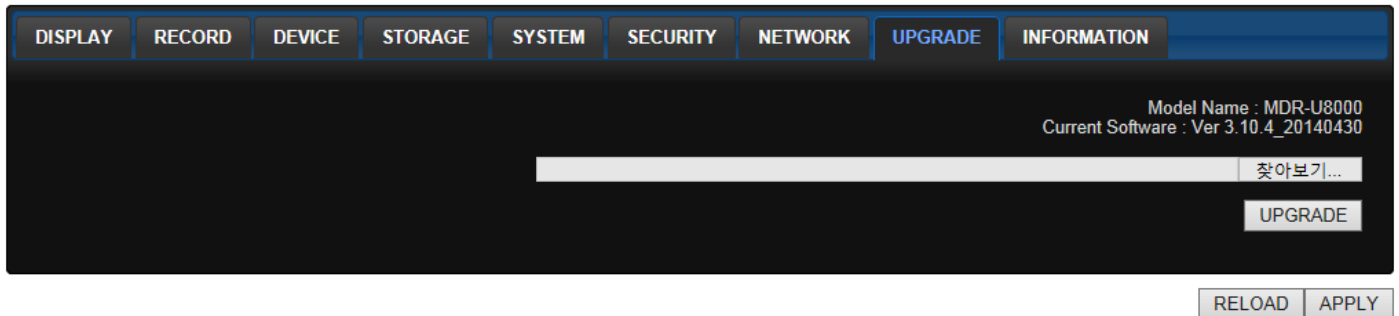 DISPLAY RECORD DEVICE STORAGE SYSTEM SECURITY NETWORK UPGRADE INFORMATION
Model Name : MDR-U8000
Current Software : Ver 3.10.4_20140430
찾아보기...
UPGRADE
RELOAD APPLY